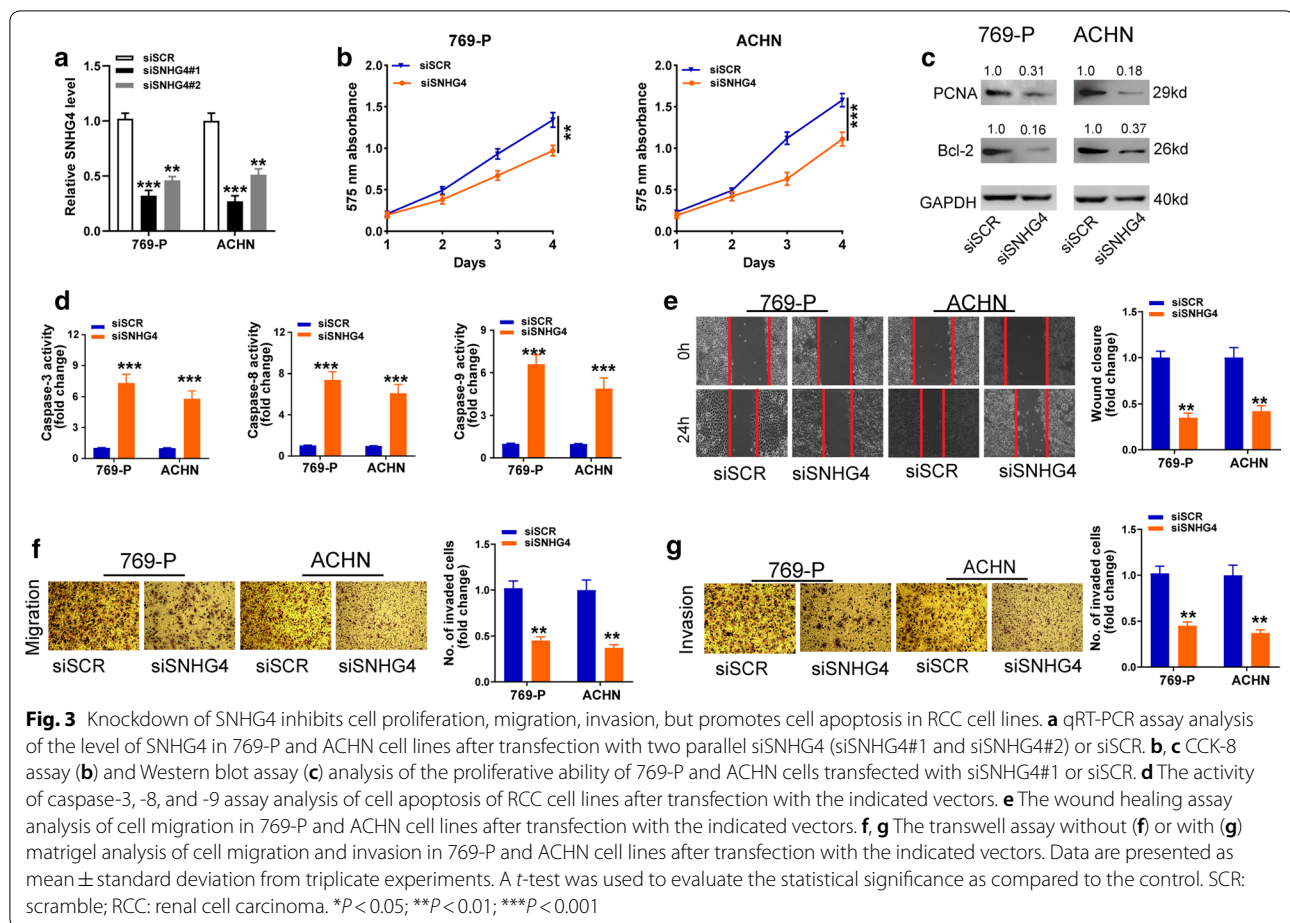 a
siSCR
siSNHG4#1
siSNHG4#2
Relative SNHG4 level
1.5
1.0
0.5
0.0
*** ** *** **
769-P ACHN
b
769-P
siSCR
siSNHG4
575 nm absorbance
2.0
1.5
1.0
0.5
0.0
**
1 2 3 4
Days
ACHN
siSCR
siSNHG4
575 nm absorbance
2.0
1.5
1.0
0.5
0.0
***
1 2 3 4
Days
c
769-P ACHN
1.0 0.31 1.0 0.18
PCNA 29kd
1.0 0.16 1.0 0.37
Bcl-2 26kd
GAPDH 40kd
siSCR siSNHG4 siSCR siSNHG4
d
siSCR
siSNHG4
Caspase-3 activity
(fold change)
12
9
6
3
0
*** ***
769-P ACHN
siSCR
siSNHG4
Caspase-8 activity
(fold change)
12
8
4
0
*** ***
769-P ACHN
siSCR
siSNHG4
Caspase-9 activity
(fold change)
9
6
3
0
*** ***
769-P ACHN
e
769-P ACHN
0h
24h
siSCR siSNHG4 siSCR siSNHG4
siSCR
siSNHG4
Wound closure
(fold change)
1.5
1.0
0.5
0.0
** **
769-P ACHN
f
769-P ACHN
Migration
siSCR siSNHG4 siSCR siSNHG4
siSCR
siSNHG4
No. of invaded cells
(fold change)
1.5
1.0
0.5
0.0
** **
769-P ACHN
g
769-P ACHN
Invasion
siSCR siSNHG4 siSCR siSNHG4
siSCR
siSNHG4
No. of invaded cells
(fold change)
1.5
1.0
0.5
0.0
** **
769-P ACHN
Fig. 3 Knockdown of SNHG4 inhibits cell proliferation, migration, invasion, but promotes cell apoptosis in RCC cell lines. a qRT-PCR assay analysis
of the level of SNHG4 in 769-P and ACHN cell lines after transfection with two parallel siSNHG4 (siSNHG4#1 and siSNHG4#2) or siSCR. b, c CCK-8
assay (b) and Western blot assay (c) analysis of the proliferative ability of 769-P and ACHN cells transfected with siSNHG4#1 or siSCR. d The activity
of caspase-3, -8, and -9 assay analysis of cell apoptosis of RCC cell lines after transfection with the indicated vectors. e The wound healing assay
analysis of cell migration in 769-P and ACHN cell lines after transfection with the indicated vectors. f, g The transwell assay without (f) or with (g)
matrigel analysis of cell migration and invasion in 769-P and ACHN cell lines after transfection with the indicated vectors. Data are presented as
mean ± standard deviation from triplicate experiments. A t-test was used to evaluate the statistical significance as compared to the control. SCR:
scramble; RCC: renal cell carcinoma. *P < 0.05; **P < 0.01; ***P < 0.001